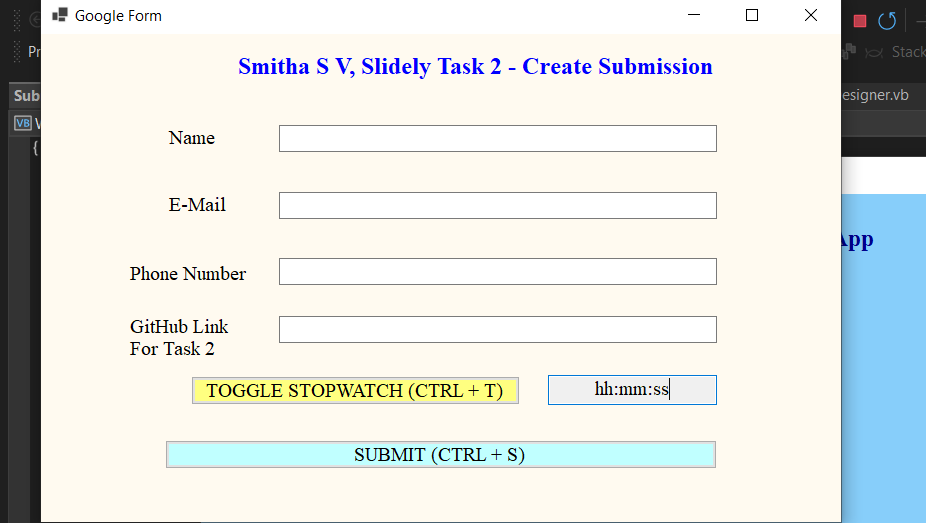 Google Form
Smitha S V, Slidely Task 2 - Create Submission
Stack
Sub
esigner.vb
VB
{
Name
E-Mail
App
Phone Number
GitHub Link
For Task 2
TOGGLE STOPWATCH (CTRL + T)
hh:mm:ss
SUBMIT (CTRL + S)